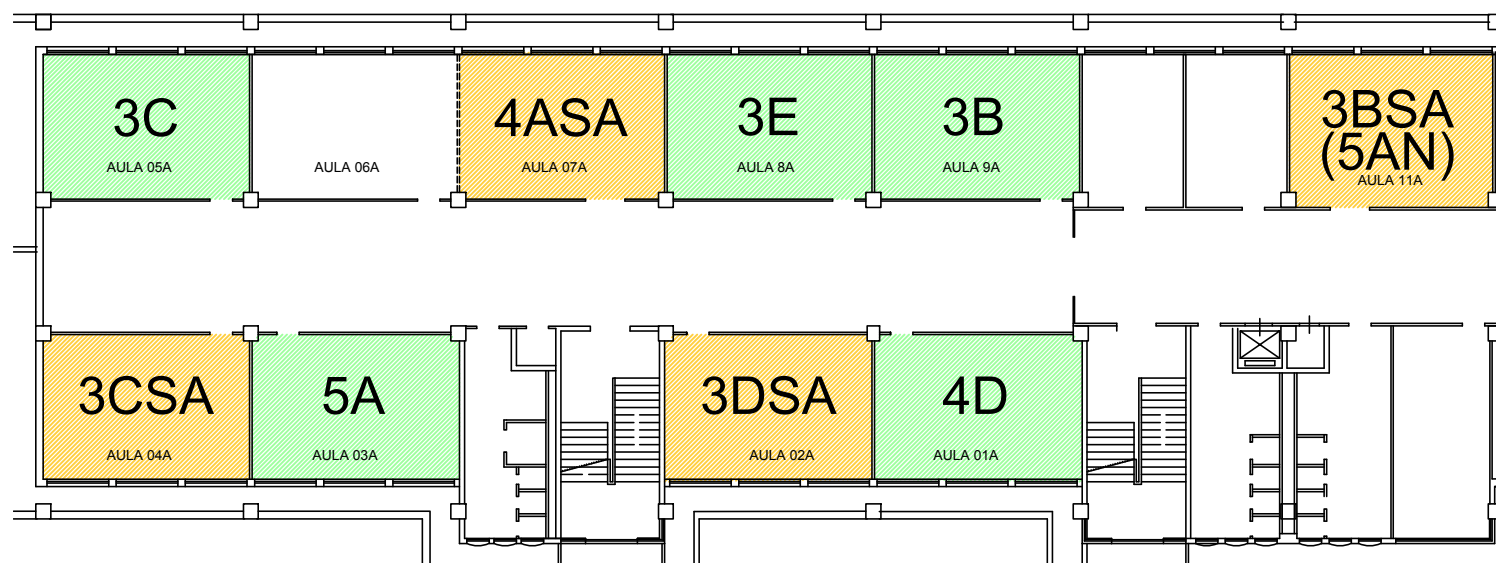 3C
AULA 05A
AULA 06A
4ASA
AULA 07A
3E
AULA 8A
3B
AULA 9A
3BSA
(5AN)
AULA 11A
3CSA
AULA 04A
5A
AULA 03A
3DSA
AULA 02A
4D
AULA 01A